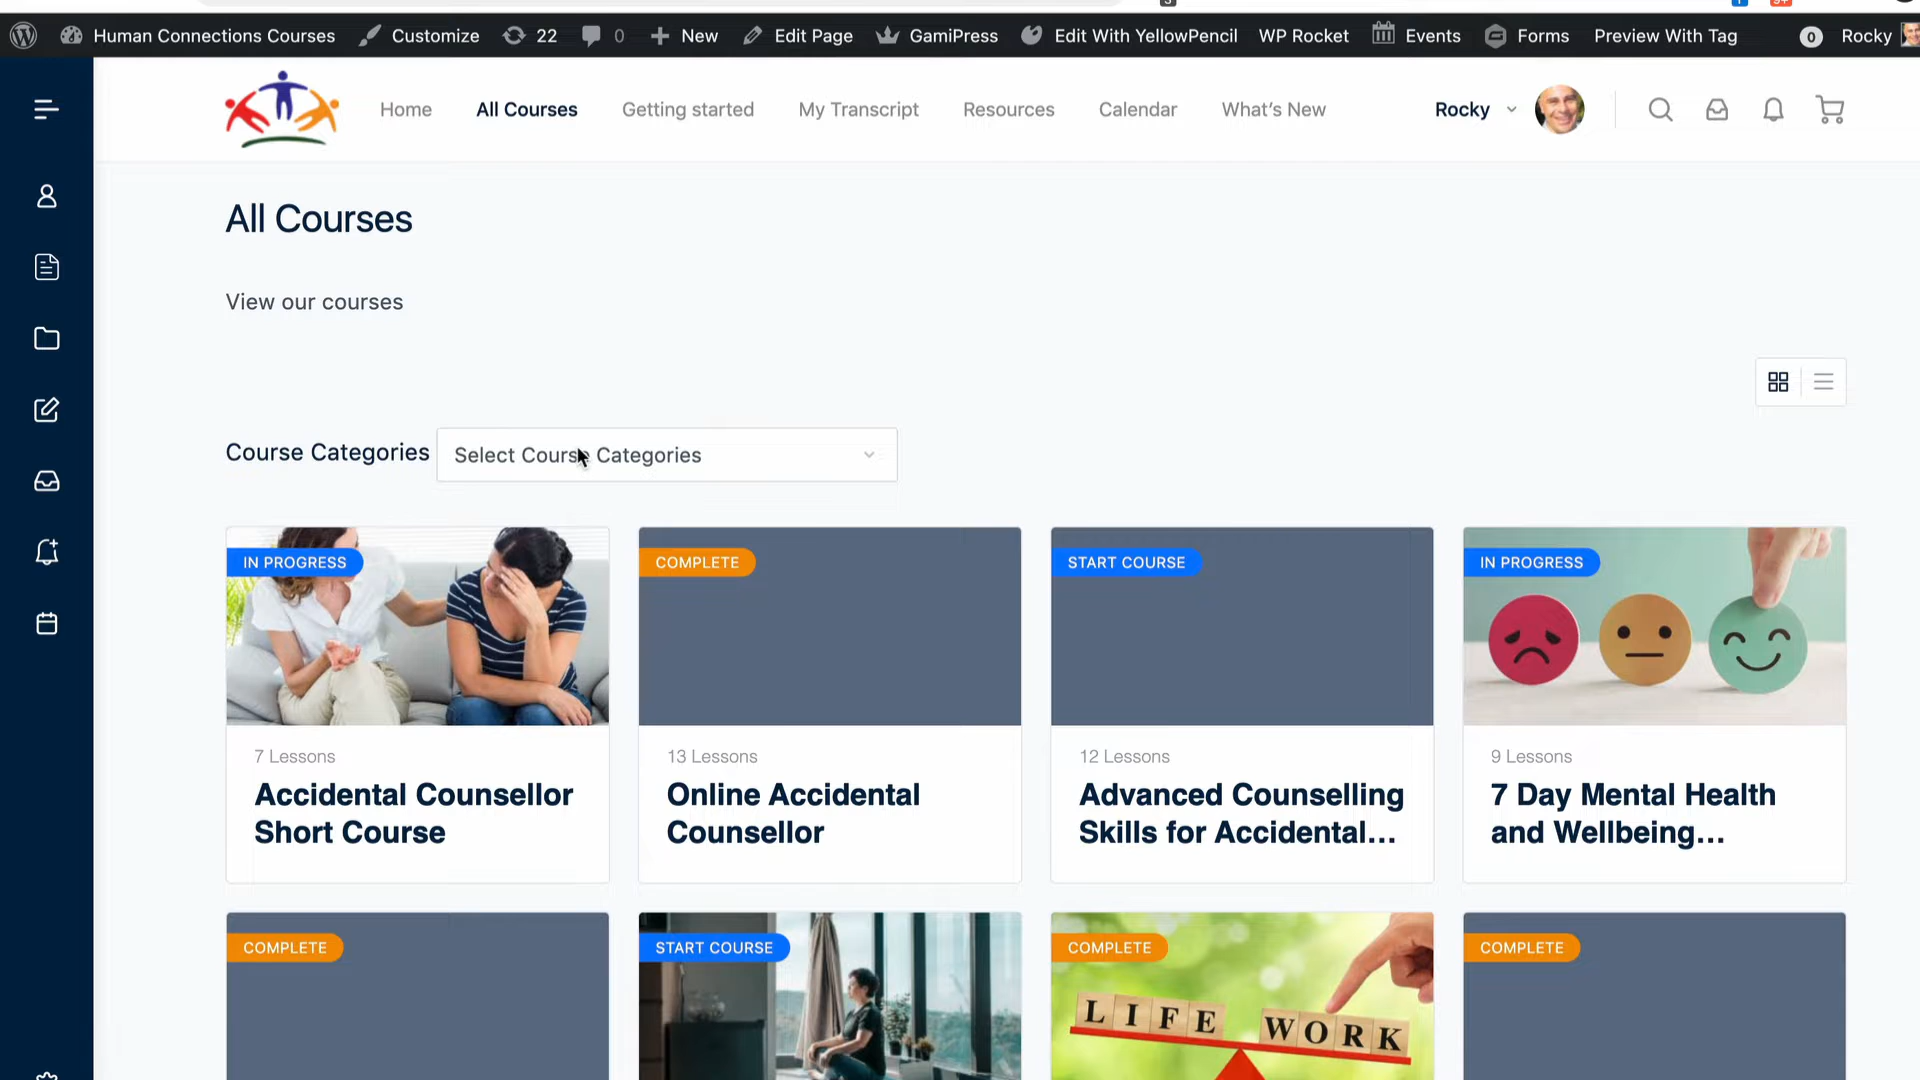 Human Connections Courses Customize 22 0 New Edit Page GamiPress Edit With YellowPencil WP Rocket Events Forms Preview With Tag 0 Rocky
Home All Courses Getting started My Transcript Resources Calendar What's New Rocky
All Courses
View our courses
Course Categories Select Course Categories
IN PROGRESS COMPLETE START COURSE IN PROGRESS
7 Lessons
Accidental Counsellor
Short Course
13 Lessons
Online Accidental
Counsellor
12 Lessons
Advanced Counselling
Skills for Accidental...
9 Lessons
7 Day Mental Health
and Wellbeing...
COMPLETE START COURSE COMPLETE COMPLETE
LIFE WORK